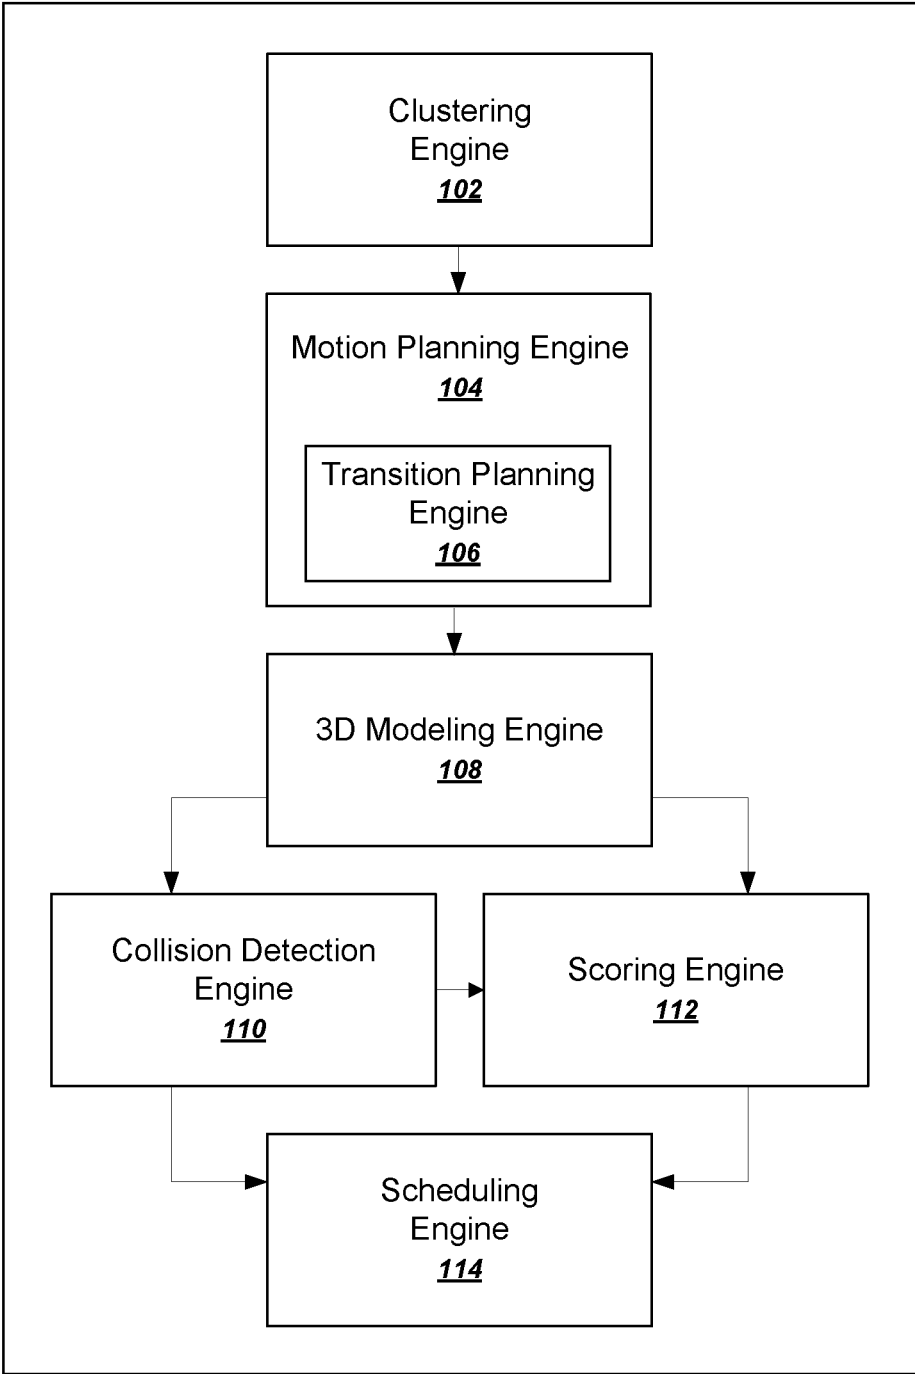 Clustering
Engine
102
Motion Planning Engine
104
Transition Planning
Engine
106
3D Modeling Engine
108
Collision Detection
Engine
110
Scoring Engine
112
Scheduling
Engine
114